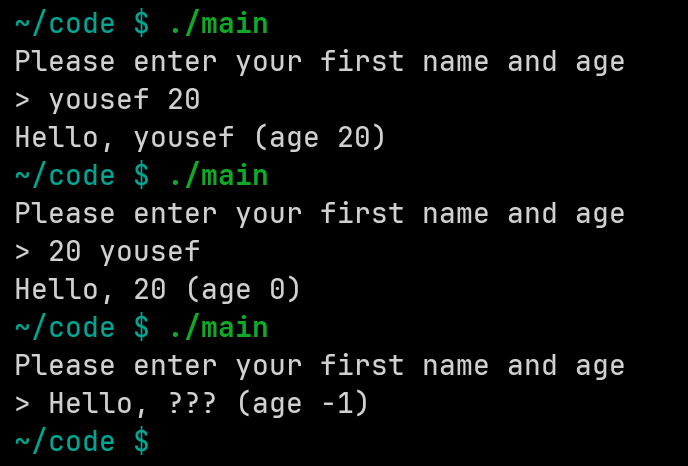 ~/code $ ./main
Please enter your first name and age
> yousef 20
Hello, yousef (age 20)
~/code $ ./main
Please enter your first name and age
> 20 yousef
Hello, 20 (age 0)
~/code $ ./main
Please enter your first name and age
> Hello, ??? (age -1)
~/code $